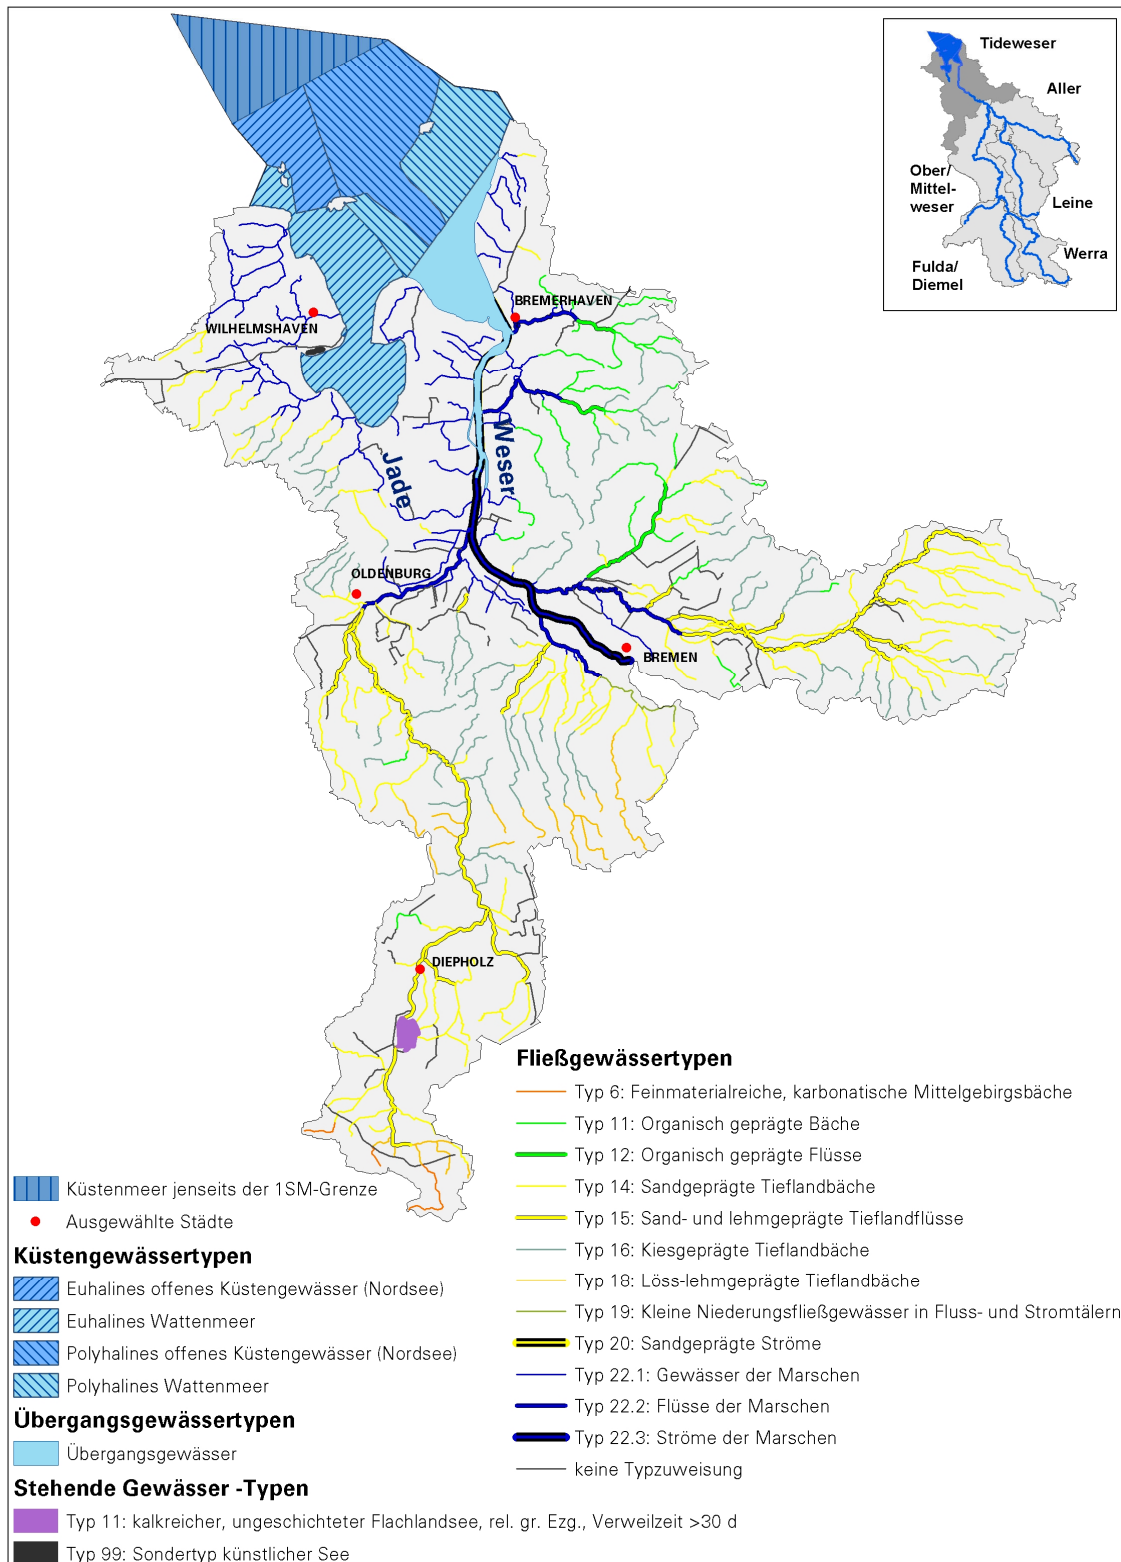 Tideweser
Aller
Ober/
Mittel-
weser
Leine
Werra
Fulda/
Diemel
BREMERHAVEN
WILHELMSHAVEN
Weser
Jade
OLDENBURG
BREMEN
DIEPHOLZ
Küstenmeer jenseits der 1SM-Grenze
Ausgewählte Städte
Küstengewässertypen
Euhalines offenes Küstengewässer (Nordsee)
Euhalines Wattenmeer
Polyhalines offenes Küstengewässer (Nordsee)
Polyhalines Wattenmeer
Übergangsgewässertypen
Übergangsgewässer
Stehende Gewässer -Typen
Typ 11: kalkreicher, ungeschichteter Flachlandsee, rel. gr. Ezg., Verweilzeit >30 d
Typ 99: Sondertyp künstlicher See
Fließgewässertypen
Typ 6: Feinmaterialreiche, karbonatische Mittelgebirgsbäche
Typ 11: Organisch geprägte Bäche
Typ 12: Organisch geprägte Flüsse
Typ 14: Sandgeprägte Tieflandbäche
Typ 15: Sand- und lehmgeprägte Tieflandflüsse
Typ 16: Kiesgeprägte Tieflandbäche
Typ 18: Löss-lehmgeprägte Tieflandbäche
Typ 19: Kleine Niederungsfließgewässer in Fluss- und Stromtälern
Typ 20: Sandgeprägte Ströme
Typ 22.1: Gewässer der Marschen
Typ 22.2: Flüsse der Marschen
Typ 22.3: Ströme der Marschen
keine Typzuweisung